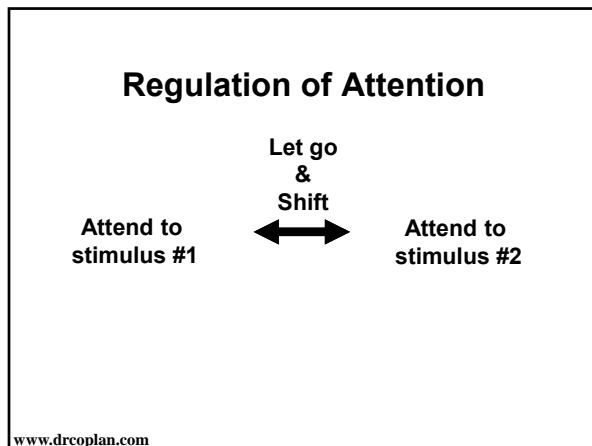 Regulation of Attention
Let go
&
Shift
Attend to
stimulus #1
Attend to
stimulus #2
www.drcoplan.com